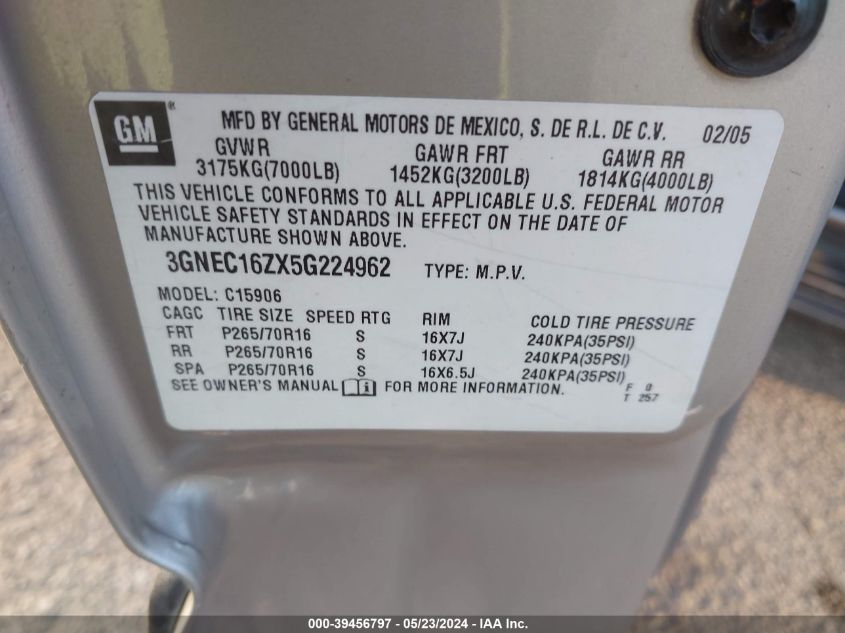 GM ® MFD BY GENERAL MOTORS DE MEXICO, S. DE R.L. DE C.V. 02/05
GVWR GAWR FRT GAWR RR
3175KG(7000LB) 1452KG(3200LB) 1814KG(4000LB)
THIS VEHICLE CONFORMS TO ALL APPLICABLE U.S. FEDERAL MOTOR
VEHICLE SAFETY STANDARDS IN EFFECT ON THE DATE OF
MANUFACTURE SHOWN ABOVE.
3GNEC16ZX5G224962 TYPE: M.P.V.
MODEL: C15906
CAGC TIRE SIZE SPEED RTG RIM COLD TIRE PRESSURE
FRT P265/70R16 S 16X7J 240KPA(35PSI)
RR P265/70R16 S 16X7J 240KPA(35PSI)
SPA P265/70R16 S 16X6.5J 240KPA(35PSI)
SEE OWNER'S MANUAL i FOR MORE INFORMATION. F 0
T 257
000-39456797 - 05/23/2024 - IAA Inc.